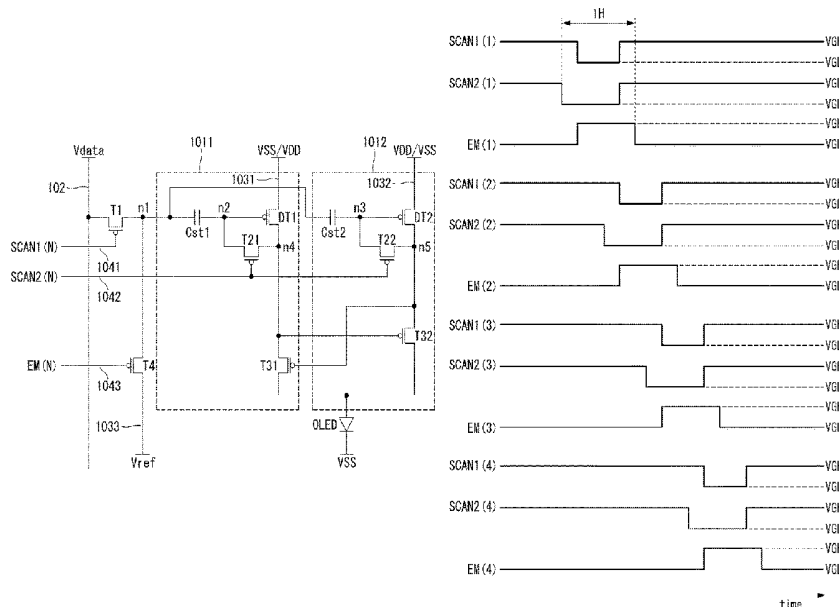 Vdata
102
T1
n1
SCAN1(N)
1041
SCAN2(N)
1042
EM(N)
1043
T4
1033
Vref
1011
VSS/VDD
1031
Cst1
n2
DT1
T21
n4
T31
1012
VDD/VSS
1032
Cst2
n3
DT2
T22
n5
T32
OLED
VSS
1H
SCAN1(1)
SCAN2(1)
EM(1)
SCAN1(2)
SCAN2(2)
EM(2)
SCAN1(3)
SCAN2(3)
EM(3)
SCAN1(4)
SCAN2(4)
EM(4)
time